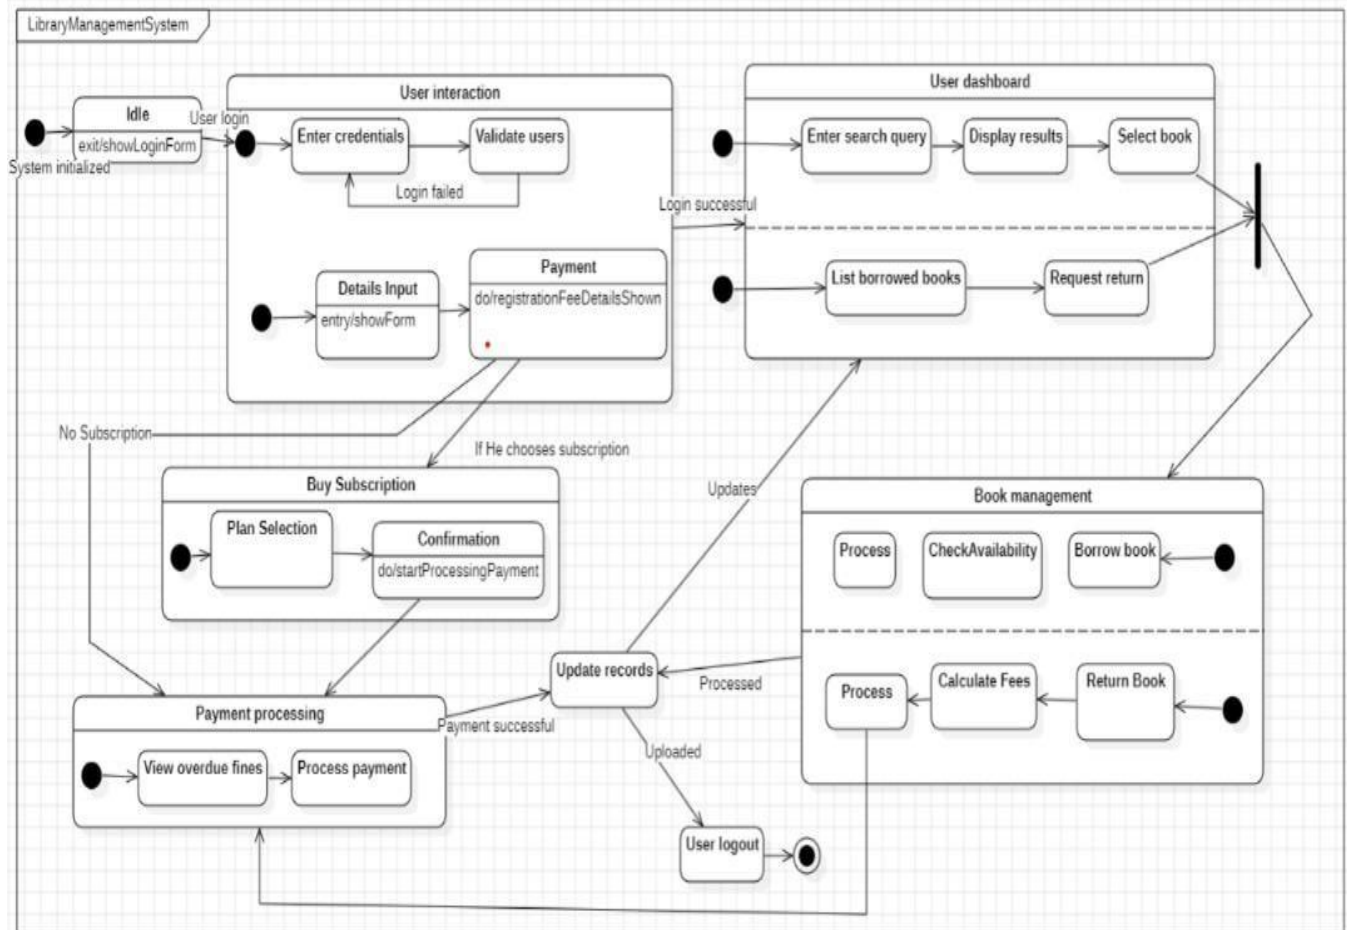 LibraryManagementSystem
Idle
exit/showLoginForm
System initialized
User login
User interaction
Enter credentials
Validate users
Login failed
Details Input
entry/showForm
Payment
do/registrationFeeDetailsShown
Login successful
User dashboard
Enter search query
Display results
Select book
List borrowed books
Request return
No Subscription
If He chooses subscription
Buy Subscription
Plan Selection
Confirmation
do/startProcessingPayment
Updates
Book management
Process
CheckAvailability
Borrow book
Process
Calculate Fees
Return Book
Update records
Processed
Payment processing
View overdue fines
Process payment
Payment successful
Uploaded
User logout